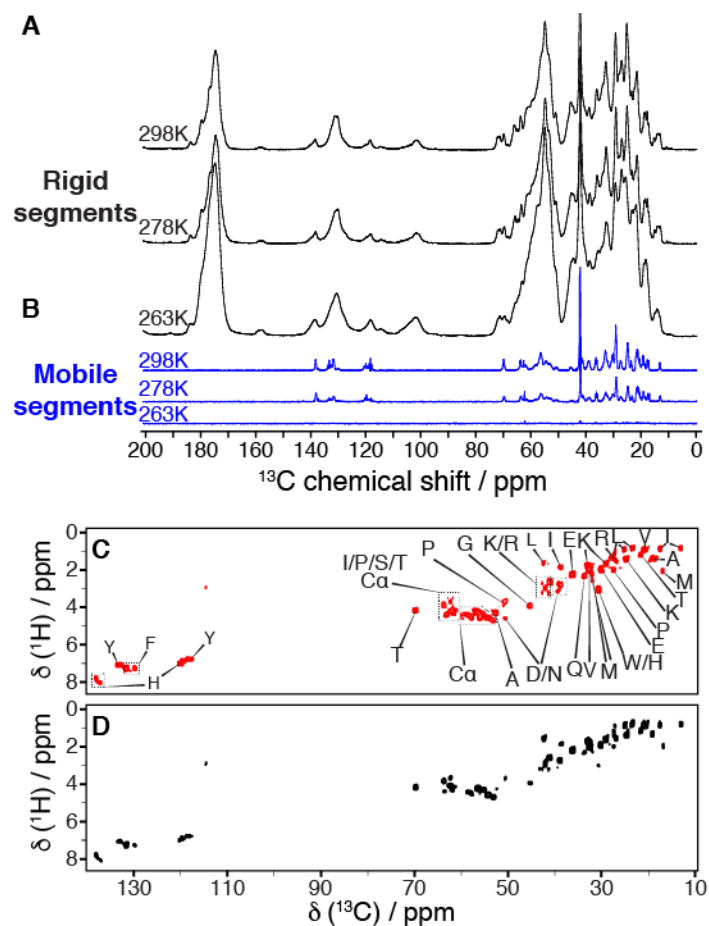 A
298K
Rigid
segments
278K
263K
B
298K
Mobile
segments
278K
263K
200 180 160 140 120 100 80 60 40 20 0
13C chemical shift / ppm
C
0
2
4
6
8
δ (1H) / ppm
I/P/S/T
Cα
P
G
K/R
L
I
E
K
R
L
V
I
A
M
T
K
P
E
W/H
M
V
Q
D/N
A
Cα
T
Y
F
H
Y
D
0
2
4
6
8
δ (1H) / ppm
130 110 90 70 50 30 10
δ (13C) / ppm